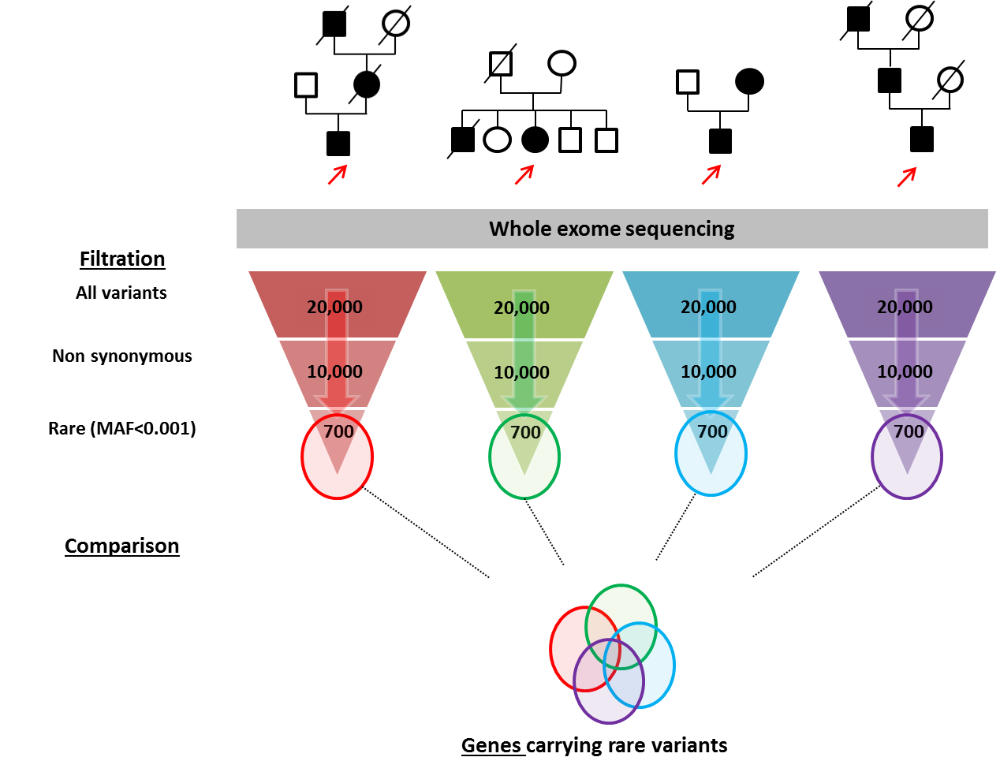 Whole exome sequencing
Filtration
All variants
20,000
20,000
20,000
20,000
Non synonymous
10,000
10,000
10,000
10,000
Rare (MAF<0.001)
700
700
700
700
Comparison
Genes carrying rare variants